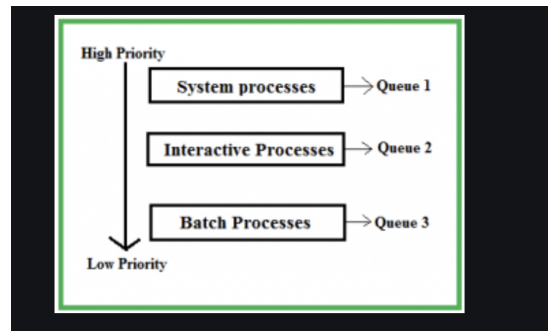 High Priority
System processes
Queue 1
Interactive Processes
Queue 2
Batch Processes
Queue 3
Low Priority